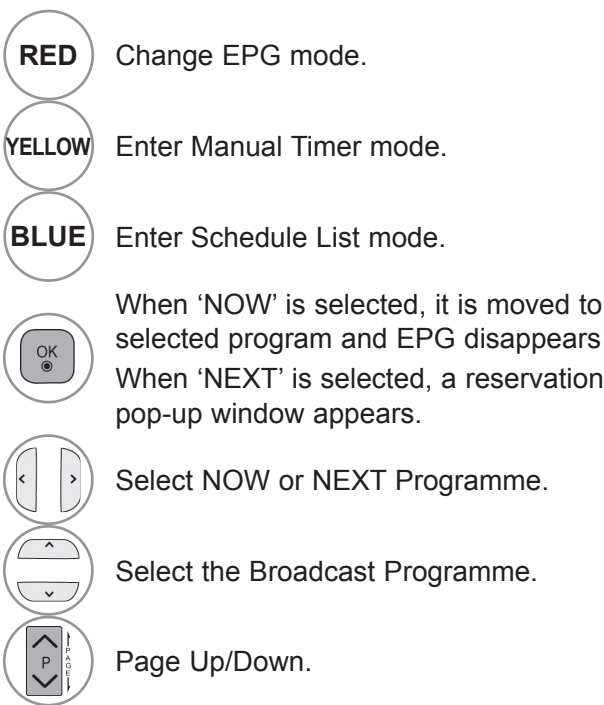 RED Change EPG mode.
YELLOW Enter Manual Timer mode.
BLUE Enter Schedule List mode.
When ‘NOW’ is selected, it is moved to
OK selected program and EPG disappears
When ‘NEXT’ is selected, a reservation
pop-up window appears.
Select NOW or NEXT Programme.
Select the Broadcast Programme.
P PAGE Page Up/Down.